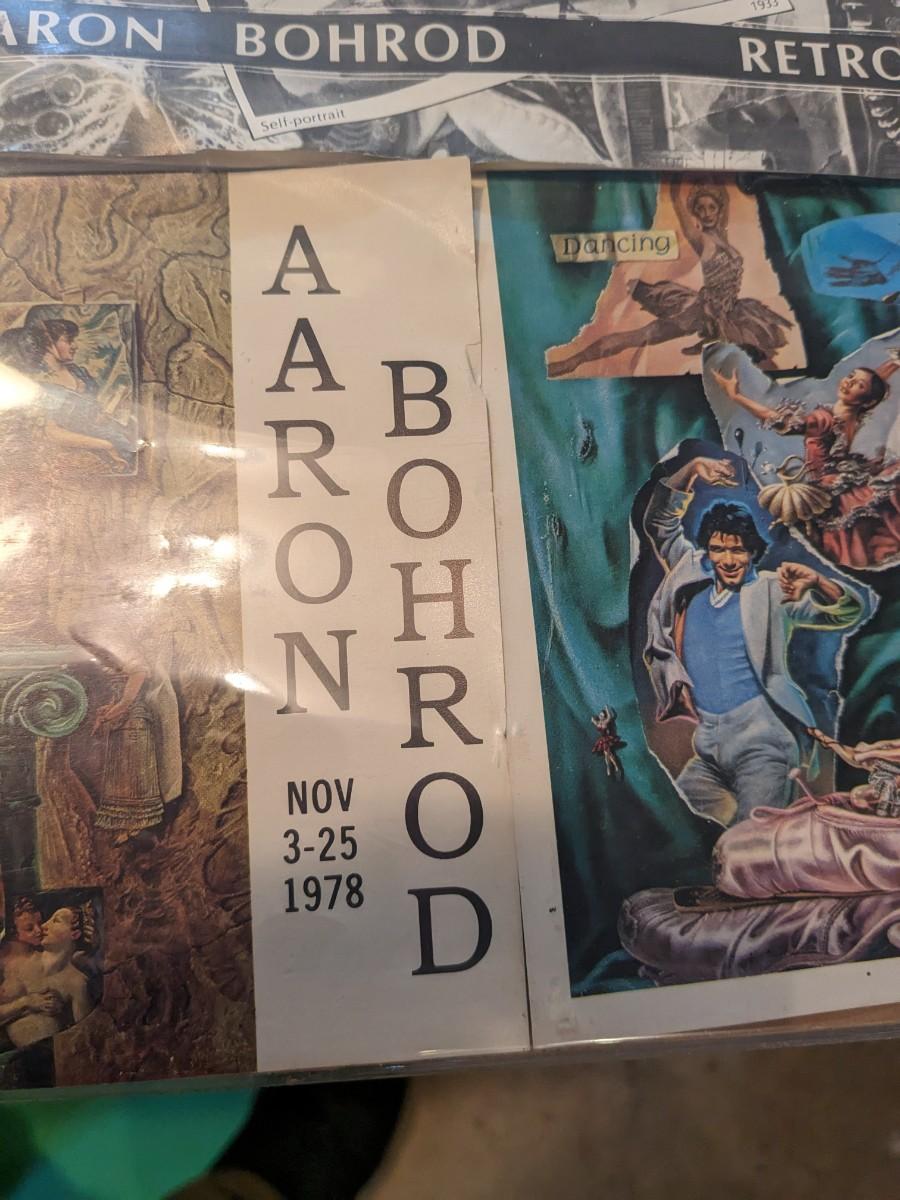 1933
ARON BOHROD RETRO
Self-portrait
AARON
BOHROD
NOV
3-25
1978
Dancing